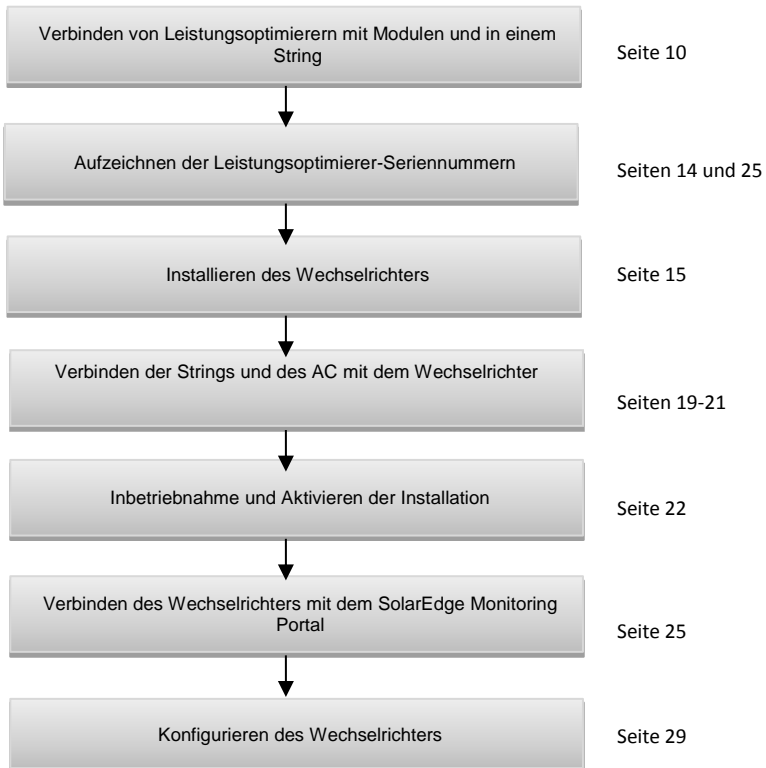 Verbinden von Leistungsoptimierern mit Modulen und in einem
String
Seite 10
Aufzeichnen der Leistungsoptimierer-Seriennummern
Seiten 14 und 25
Installieren des Wechselrichters
Seite 15
Verbinden der Strings und des AC mit dem Wechselrichter
Seiten 19-21
Inbetriebnahme und Aktivieren der Installation
Seite 22
Verbinden des Wechselrichters mit dem SolarEdge Monitoring
Portal
Seite 25
Konfigurieren des Wechselrichters
Seite 29